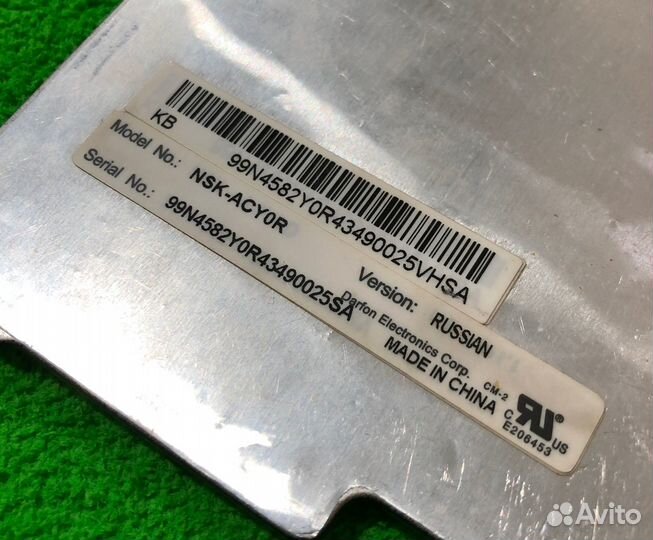 KB
99N4582Y0R43490025VHSA
Model No.: NSK-ACY0R Version: RUSSIAN
Serial No.: 99N4582Y0R43490025SA Darfon Electronics Corp. CM-2
MADE IN CHINA
C RU ® US
E206453
Avito